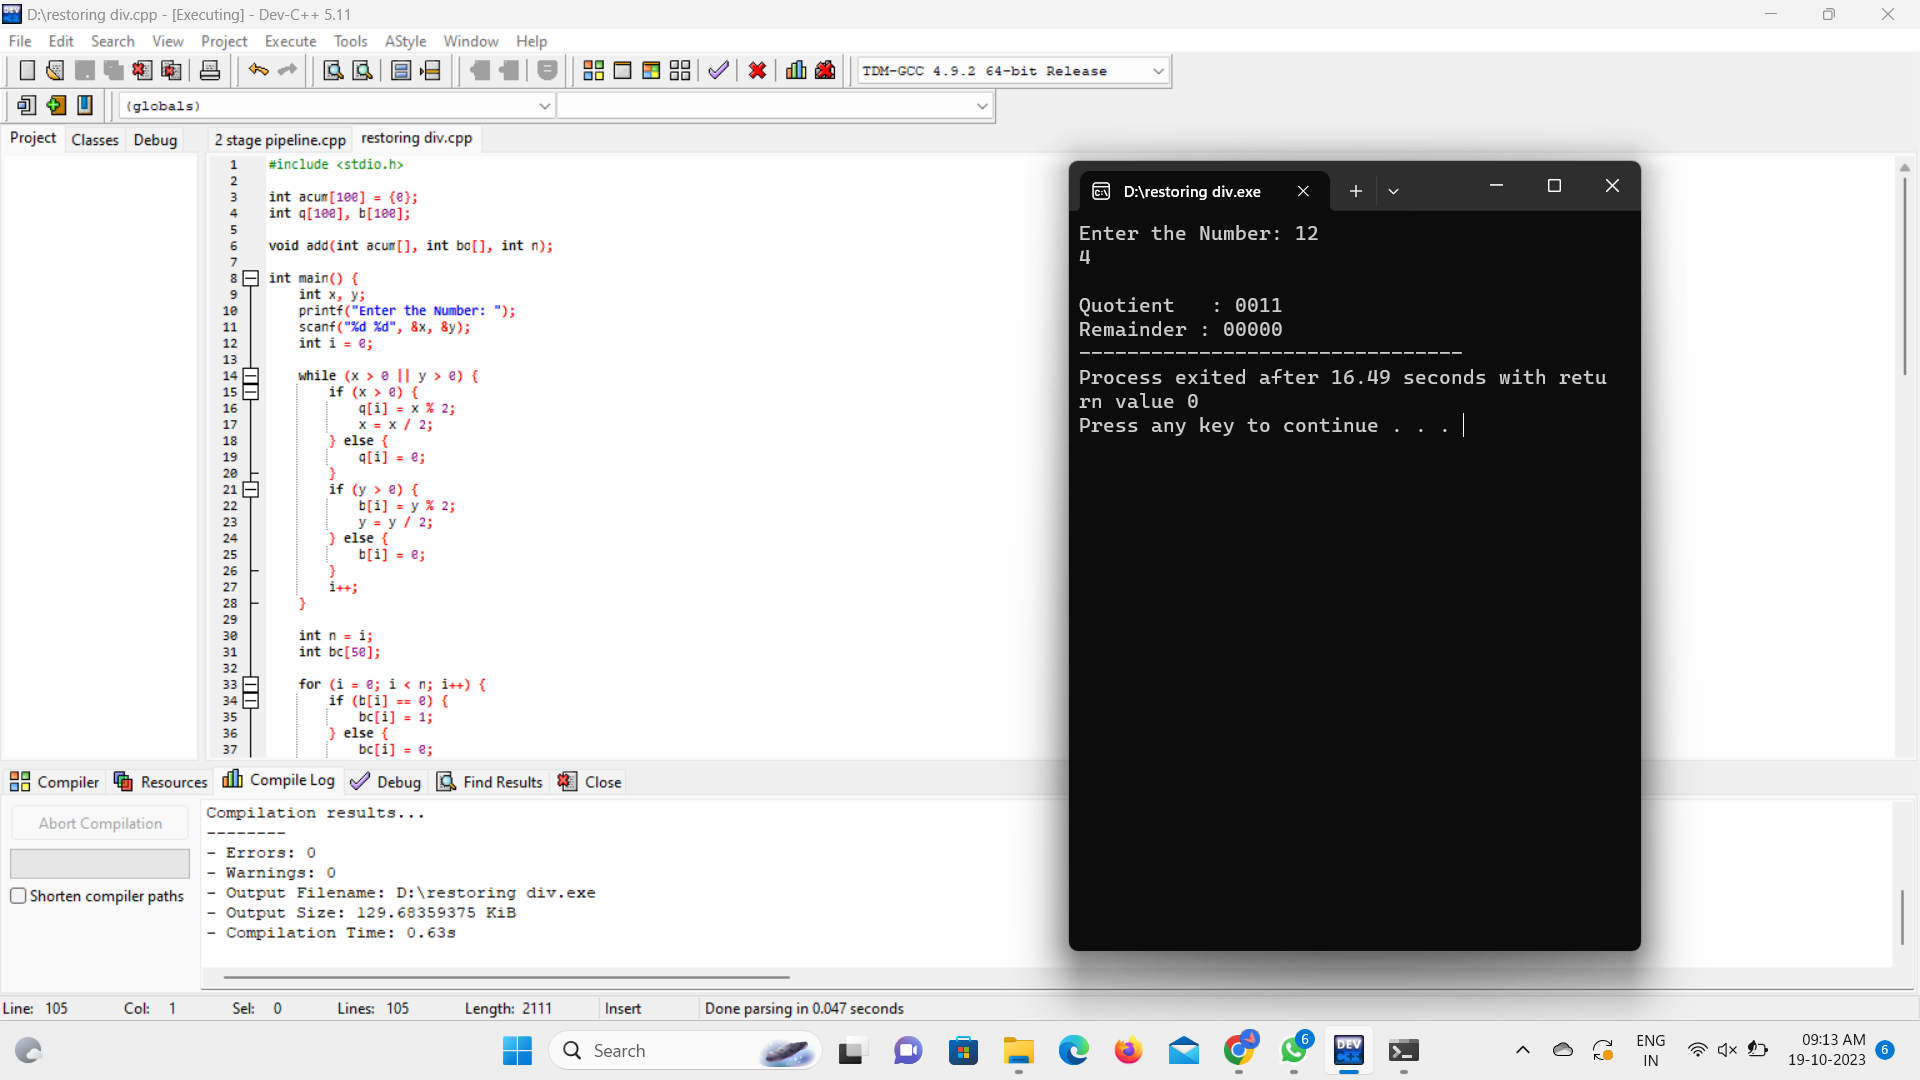 D:\restoring div.cpp - [Executing] - Dev-C++ 5.11
File Edit Search View Project Execute Tools AStyle Window Help
TDM-GCC 4.9.2 64-bit Release
(globals)
Project Classes Debug
2 stage pipeline.cpp restoring div.cpp
1 #include <stdio.h>
2
3 int acum[100] = {0};
4 int q[100], b[100];
5
6 void add(int acum[], int bo[], int n);
7
8 int main() {
9 int x, y;
10 printf("Enter the Number: ");
11 scanf("%d %d", &x, &y);
12 int i = 0;
13
14 while (x > 0 || y > 0) {
15 if (x > 0) {
16 q[i] = x % 2;
17 x = x / 2;
18 } else {
19 q[i] = 0;
20 }
21 if (y > 0) {
22 b[i] = y % 2;
23 y = y / 2;
24 } else {
25 b[i] = 0;
26 }
27 i++;
28 }
29
30 int n = i;
31 int bc[50];
32
33 for (i = 0; i < n; i++) {
34 if (b[i] == 0) {
35 bc[i] = 1;
36 } else {
37 bc[i] = 0;
D:\restoring div.exe
Enter the Number: 12
4
Quotient : 0011
Remainder : 00000
--------------------------------
Process exited after 16.49 seconds with retu
rn value 0
Press any key to continue . . .
Compiler Resources Compile Log Debug Find Results Close
Abort Compilation
Shorten compiler paths
Compilation results...
--------
- Errors: 0
- Warnings: 0
- Output Filename: D:\restoring div.exe
- Output Size: 129.68359375 KiB
- Compilation Time: 0.63s
Line: 105 Col: 1 Sel: 0 Lines: 105 Length: 2111 Insert Done parsing in 0.047 seconds
Search
6
DEV C++
ENG
IN
09:13 AM
19-10-2023
6